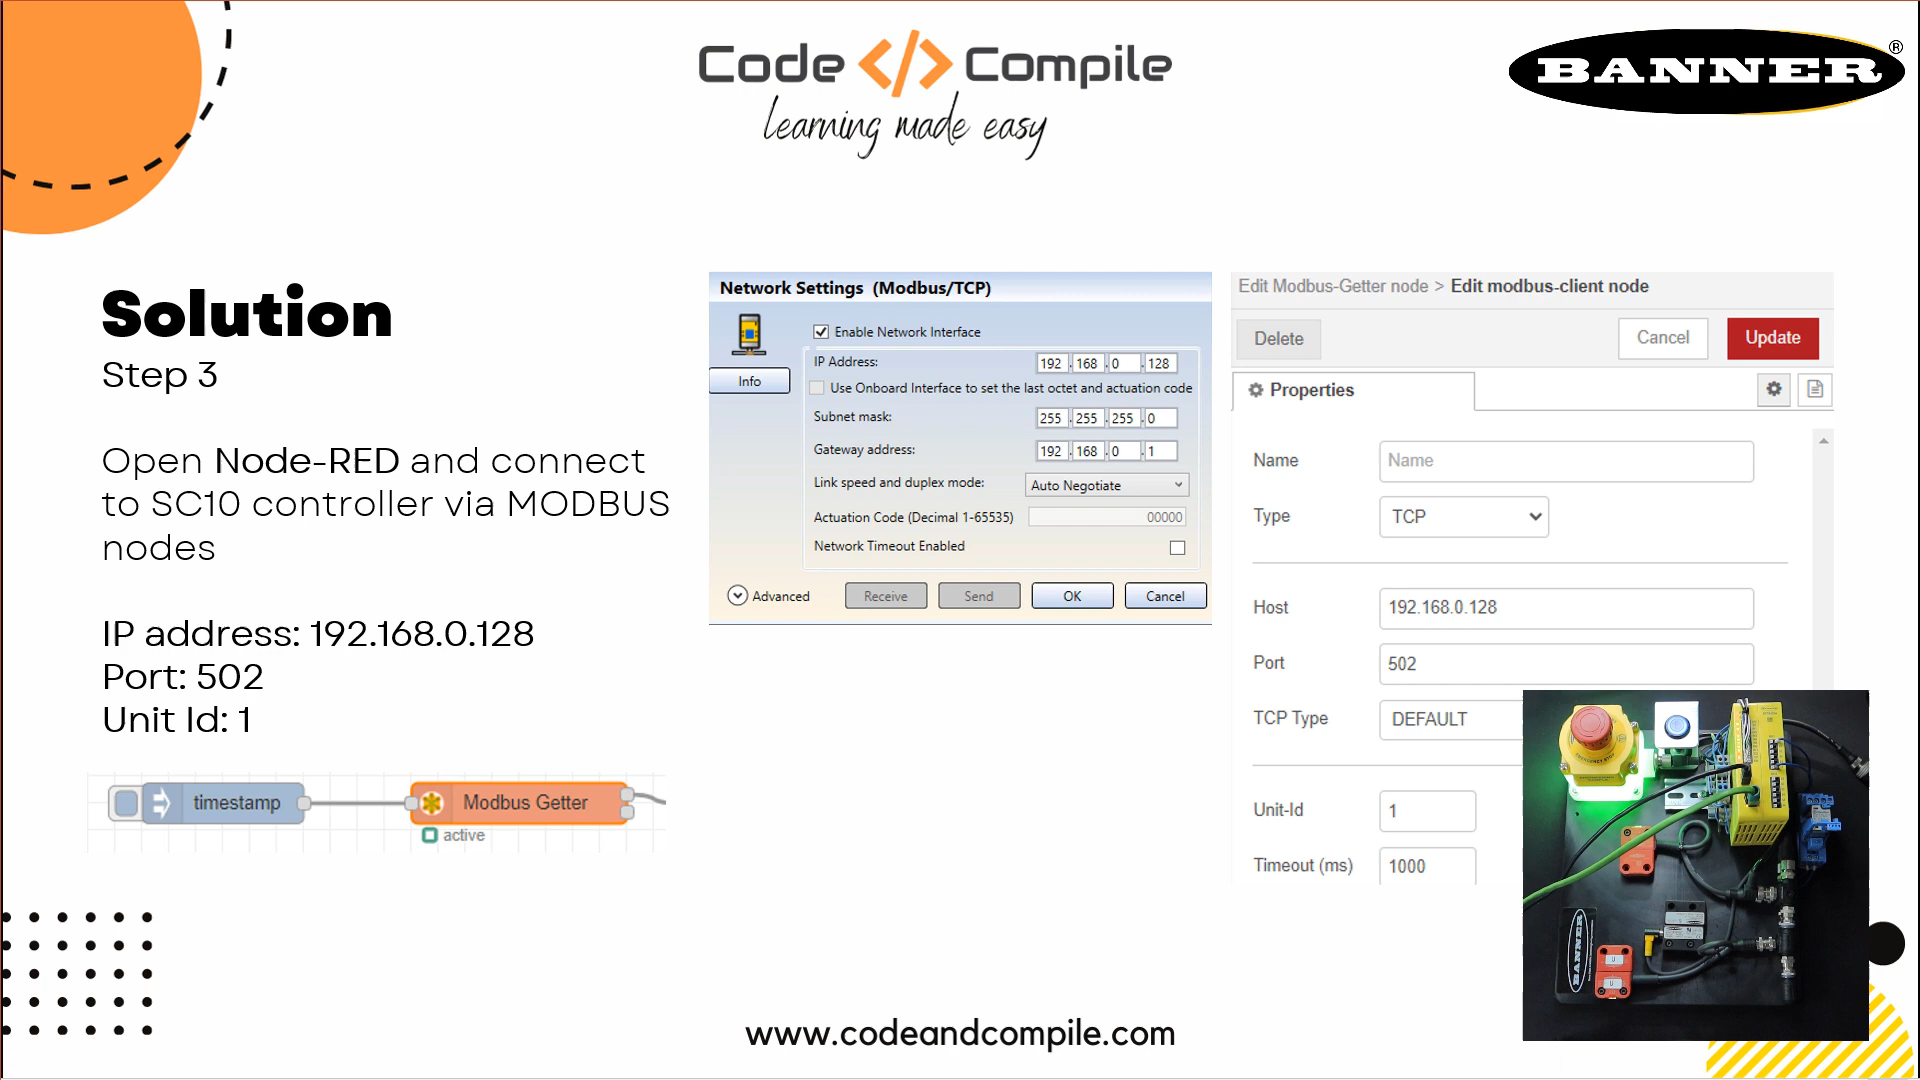 Code </> Compile
learning made easy
BANNER®
Solution
Step 3
Open Node-RED and connect
to SC10 controller via MODBUS
nodes
IP address: 192.168.0.128
Port: 502
Unit Id: 1
timestamp
Modbus Getter
active
Network Settings (Modbus/TCP)
Enable Network Interface
Info
IP Address: 192.168.0.128
Use Onboard Interface to set the last octet and actuation code
Subnet mask: 255.255.255.0
Gateway address: 192.168.0.1
Link speed and duplex mode: Auto Negotiate
Actuation Code (Decimal 1-65535) 00000
Network Timeout Enabled
Advanced Receive Send OK Cancel
Edit Modbus-Getter node > Edit modbus-client node
Delete Cancel Update
Properties
Name Name
Type TCP
Host 192.168.0.128
Port 502
TCP Type DEFAULT
Unit-Id 1
Timeout (ms) 1000
BANNER
www.codeandcompile.com